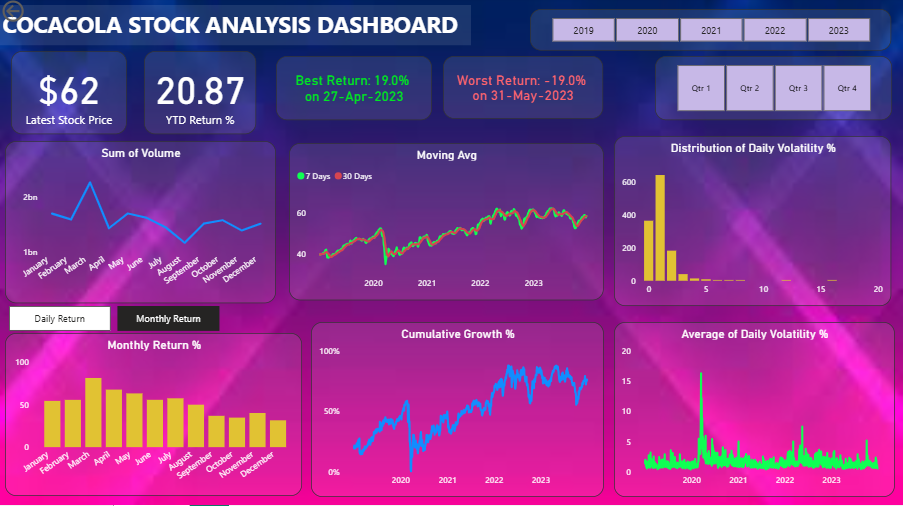 COCACOLA STOCK ANALYSIS DASHBOARD
2019 2020 2021 2022 2023
$62
Latest Stock Price
20.87
YTD Return %
Best Return: 19.0%
on 27-Apr-2023
Worst Return: -19.0%
on 31-May-2023
Qtr 1 Qtr 2 Qtr 3 Qtr 4
Sum of Volume
2bn
1bn
January February March April May June July August September October November December
Moving Avg
7 Days 30 Days
60
40
2020 2021 2022 2023
Distribution of Daily Volatility %
600
400
200
0
0 5 10 15 20
Daily Return Monthly Return
Monthly Return %
100
50
0
January February March April May June July August September October November December
Cumulative Growth %
100%
50%
0%
2020 2021 2022 2023
Average of Daily Volatility %
20
15
10
5
0
2020 2021 2022 2023